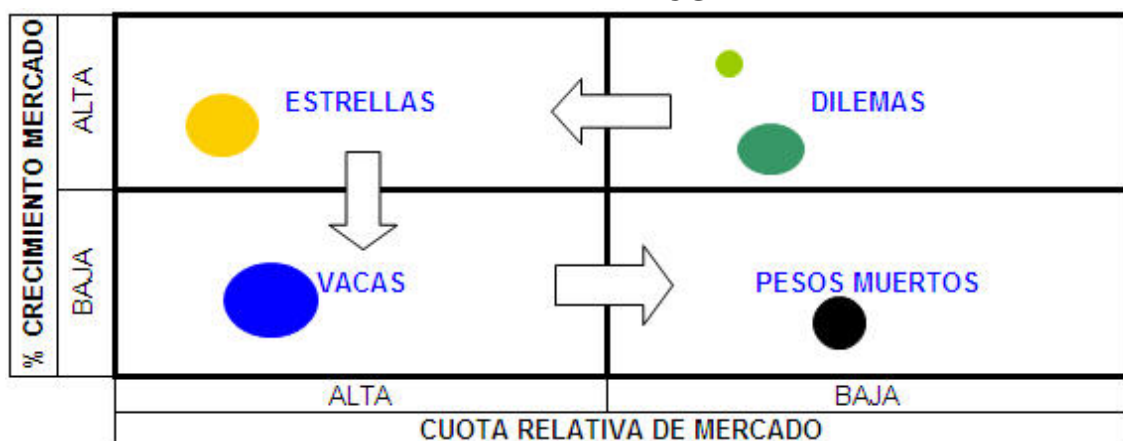 % CRECIMIENTO MERCADO
ALTA
ESTRELLAS
DILEMAS
BAJA
VACAS
PESOS MUERTOS
ALTA
BAJA
CUOTA RELATIVA DE MERCADO